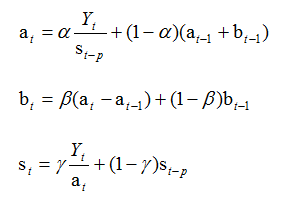 a_t = α Y_t / s_{t-p} + (1 - α)(a_{t-1} + b_{t-1})
b_t = β(a_t - a_{t-1}) + (1 - β)b_{t-1}
s_t = γ Y_t / a_t + (1 - γ)s_{t-p}